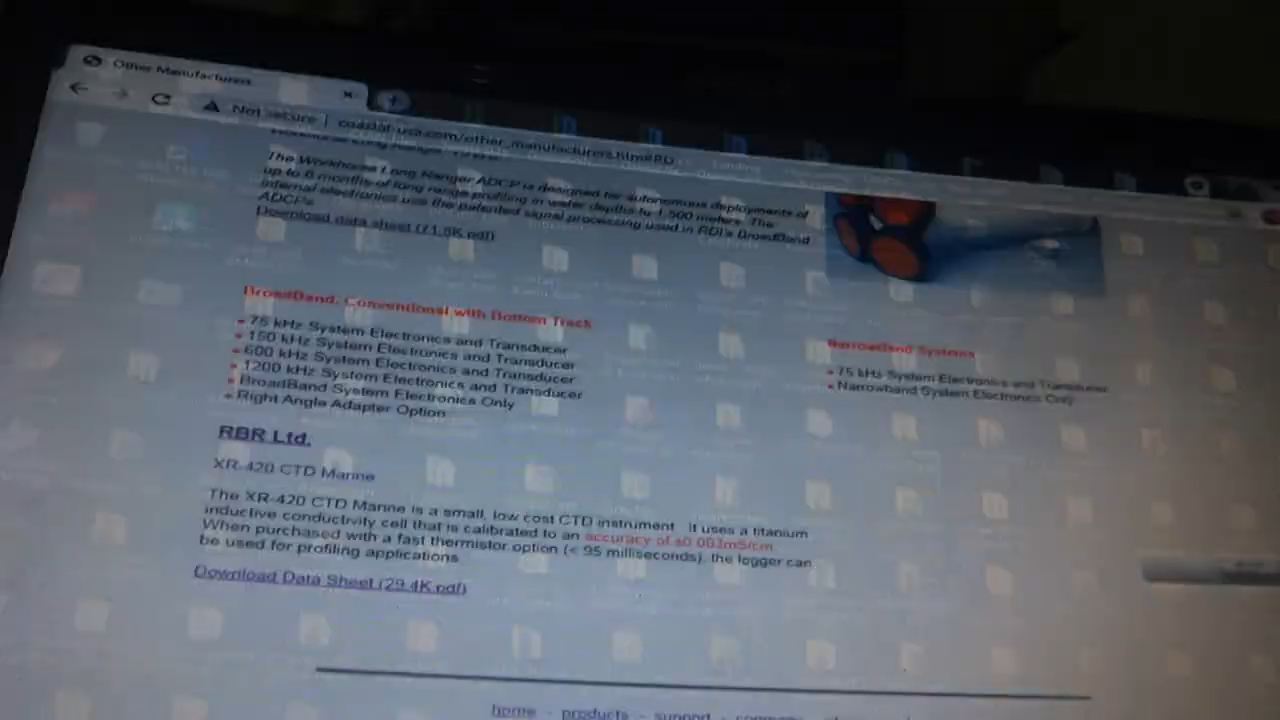 Other Manufacturers
Not secure | coastal-usa.com/other_manufacturers.html#RD
The Workhorse Long Ranger ADCP is designed for autonomous deployments of
up to 6 months of long range profiling in water depths to 1,500 meters. The
internal electronics use the patented signal processing used in RDI's BroadBand
ADCPs.
Download data sheet (71.5K pdf)
BroadBand, Conventional with Bottom Track
75 kHz System Electronics and Transducer
150 kHz System Electronics and Transducer
600 kHz System Electronics and Transducer
1200 kHz System Electronics and Transducer
BroadBand System Electronics Only
Right Angle Adapter Option
NarrowBand Systems
75 kHz System Electronics and Transducer
Narrowband System Electronics Only
RBR Ltd.
XR-420 CTD Marine
The XR-420 CTD Marine is a small, low cost CTD instrument. It uses a titanium
inductive conductivity cell that is calibrated to an accuracy of ±0.003mS/cm.
When purchased with a fast thermistor option (< 95 milliseconds), the logger can
be used for profiling applications.
Download Data Sheet (29.4K pdf)
home - products - support - company